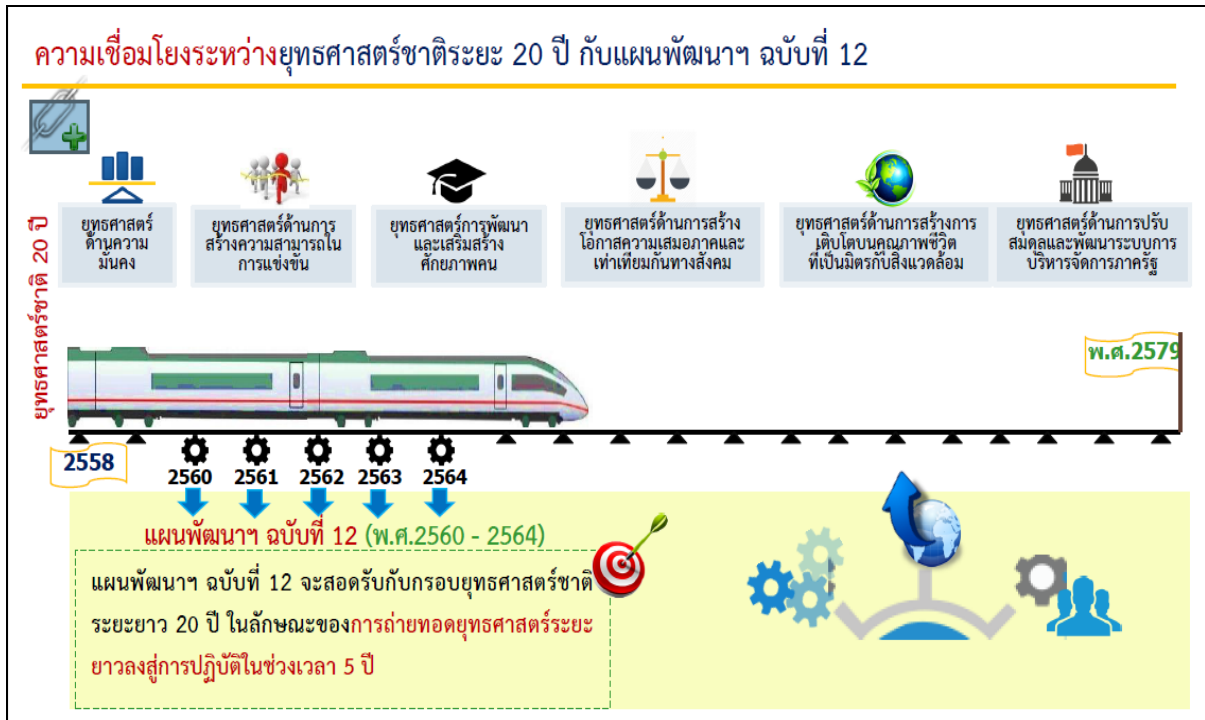 ความเชื่อมโยงระหว่างยุทธศาสตร์ชาติระยะ 20 ปี กับแผนพัฒนาฯ ฉบับที่ 12
ยุทธศาสตร์ชาติ 20 ปี
ยุทธศาสตร์
ด้านความ
มั่นคง
ยุทธศาสตร์ด้านการ
สร้างความสามารถใน
การแข่งขัน
ยุทธศาสตร์การพัฒนา
และเสริมสร้าง
ศักยภาพคน
ยุทธศาสตร์ด้านการสร้าง
โอกาสความเสมอภาคและ
เท่าเทียมกันทางสังคม
ยุทธศาสตร์ด้านการสร้างการ
เติบโตบนคุณภาพชีวิต
ที่เป็นมิตรกับสิ่งแวดล้อม
ยุทธศาสตร์ด้านการปรับ
สมดุลและพัฒนาระบบการ
บริหารจัดการภาครัฐ
พ.ศ.2579
2558
2560 2561 2562 2563 2564
แผนพัฒนาฯ ฉบับที่ 12 (พ.ศ.2560 - 2564)
แผนพัฒนาฯ ฉบับที่ 12 จะสอดรับกับกรอบยุทธศาสตร์ชาติ
ระยะยาว 20 ปี ในลักษณะของการถ่ายทอดยุทธศาสตร์ระยะ
ยาวลงสู่การปฏิบัติในช่วงเวลา 5 ปี